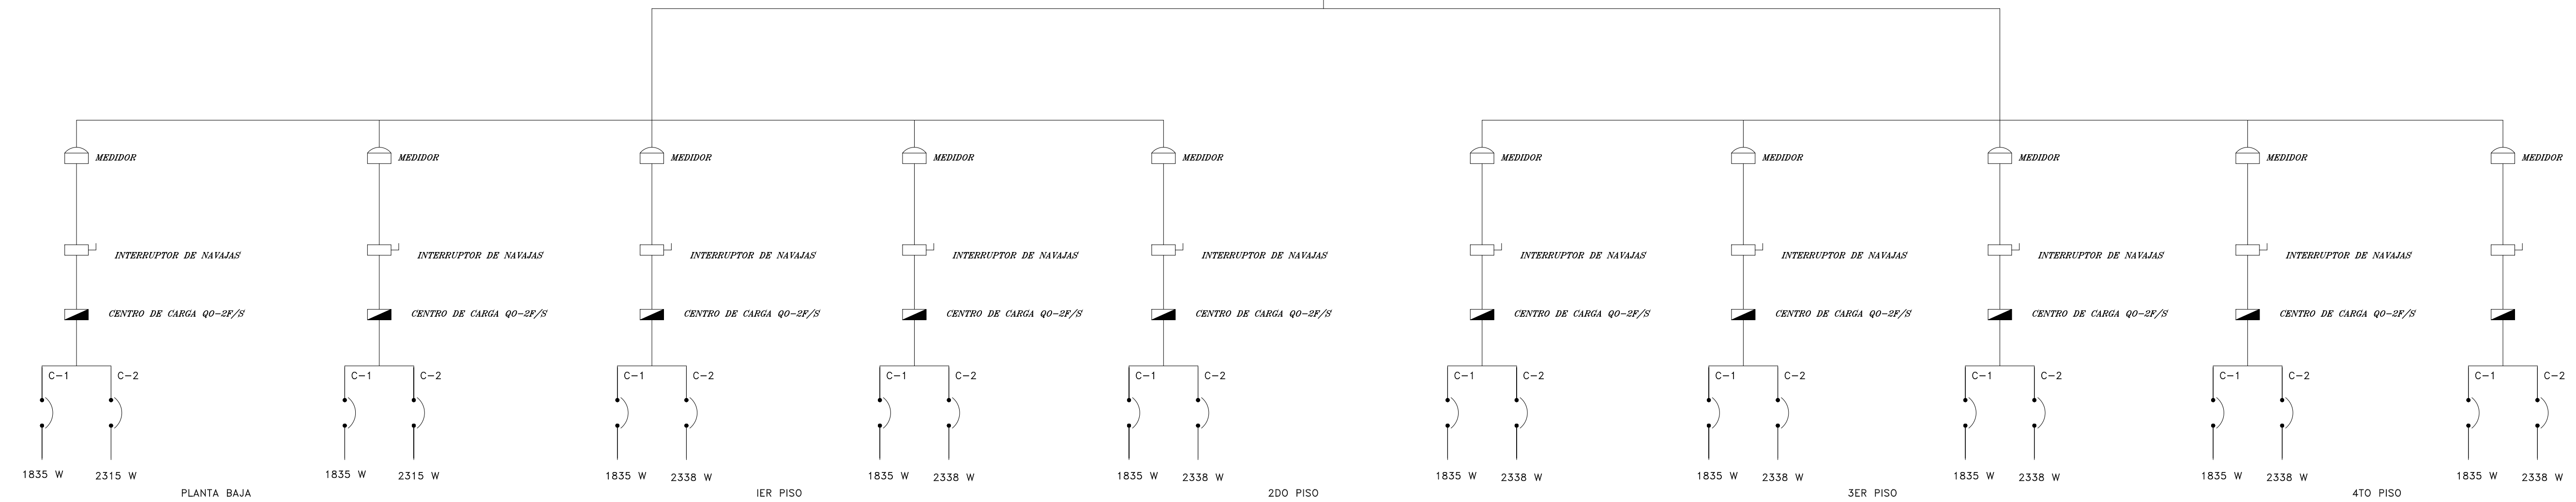 MEDIDOR MEDIDOR MEDIDOR MEDIDOR MEDIDOR MEDIDOR MEDIDOR MEDIDOR MEDIDOR MEDIDOR
INTERRUPTOR DE NAVAJAS INTERRUPTOR DE NAVAJAS INTERRUPTOR DE NAVAJAS INTERRUPTOR DE NAVAJAS INTERRUPTOR DE NAVAJAS INTERRUPTOR DE NAVAJAS INTERRUPTOR DE NAVAJAS INTERRUPTOR DE NAVAJAS INTERRUPTOR DE NAVAJAS
CENTRO DE CARGA QO-2F/S CENTRO DE CARGA QO-2F/S CENTRO DE CARGA QO-2F/S CENTRO DE CARGA QO-2F/S CENTRO DE CARGA QO-2F/S CENTRO DE CARGA QO-2F/S CENTRO DE CARGA QO-2F/S CENTRO DE CARGA QO-2F/S CENTRO DE CARGA QO-2F/S
C-1 C-2 C-1 C-2 C-1 C-2 C-1 C-2 C-1 C-2 C-1 C-2 C-1 C-2 C-1 C-2 C-1 C-2 C-1 C-2
1835 W 2315 W 1835 W 2315 W 1835 W 2338 W 1835 W 2338 W 1835 W 2338 W 1835 W 2338 W 1835 W 2338 W 1835 W 2338 W 1835 W 2338 W 1835 W 2338 W
PLANTA BAJA 1ER PISO 2DO PISO 3ER PISO 4TO PISO